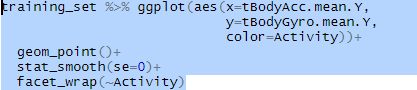 training_set %>% ggplot(aes(x=tBodyAcc.mean.Y,
y=tBodyGyro.mean.Y,
color=Activity))+
geom_point()+
stat_smooth(se=0)+
facet_wrap(~Activity)